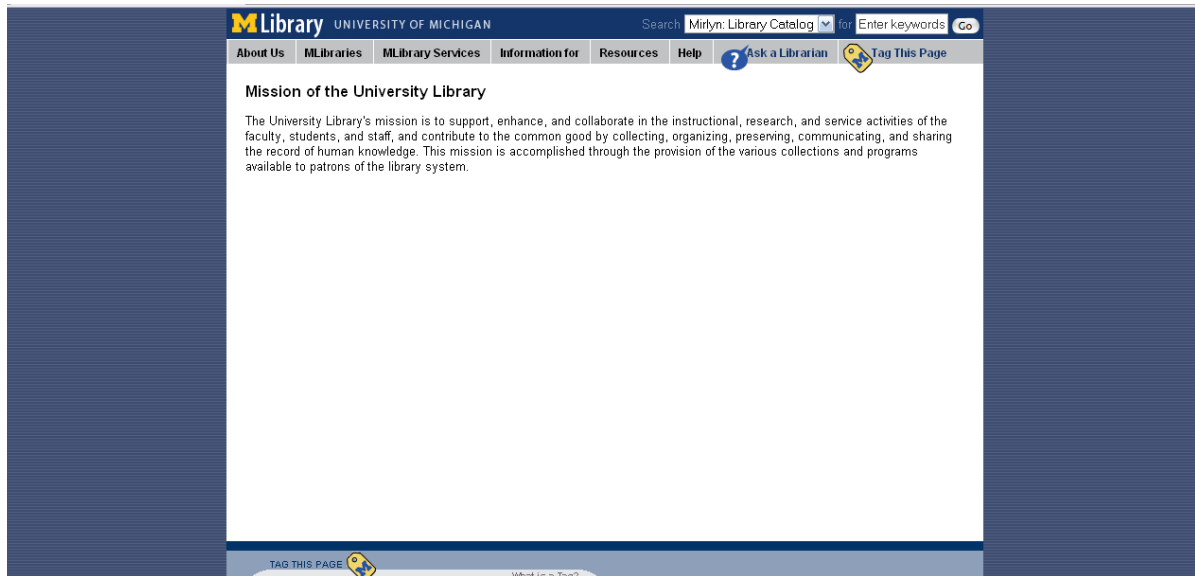 MLibrary UNIVERSITY OF MICHIGAN Search Mirlyn: Library Catalog for Enter keywords Go
About Us MLibraries MLibrary Services Information for Resources Help ? Ask a Librarian M Tag This Page
Mission of the University Library
The University Library's mission is to support, enhance, and collaborate in the instructional, research, and service activities of the
faculty, students, and staff, and contribute to the common good by collecting, organizing, preserving, communicating, and sharing
the record of human knowledge. This mission is accomplished through the provision of the various collections and programs
available to patrons of the library system.
TAG THIS PAGE M
What is a Tag?